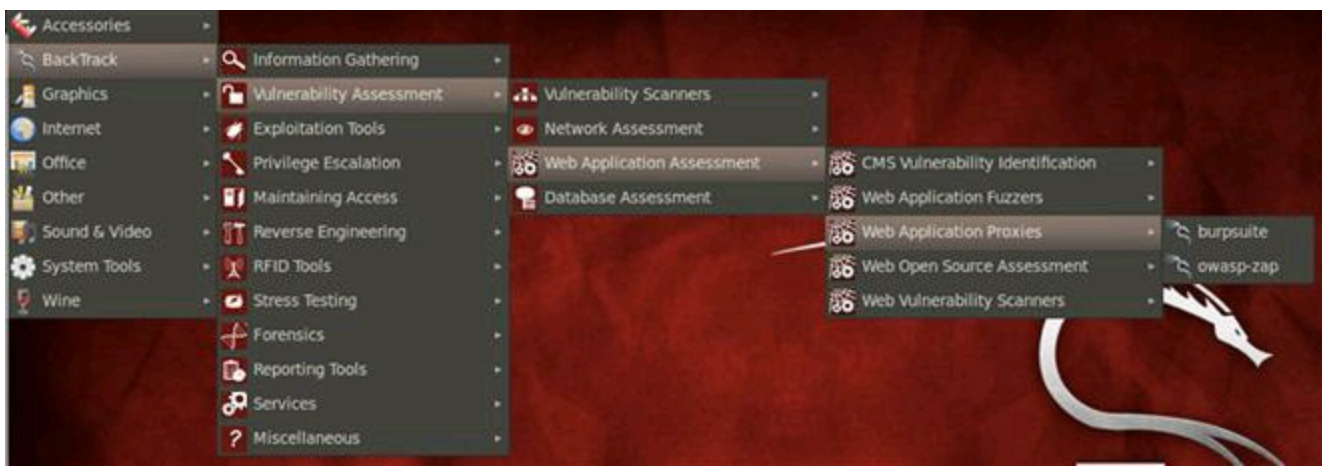 Accessories
BackTrack
Graphics
Internet
Office
Other
Sound & Video
System Tools
Wine
Information Gathering
Vulnerability Assessment
Exploitation Tools
Privilege Escalation
Maintaining Access
Reverse Engineering
RFID Tools
Stress Testing
Forensics
Reporting Tools
Services
Miscellaneous
Vulnerability Scanners
Network Assessment
Web Application Assessment
Database Assessment
CMS Vulnerability Identification
Web Application Fuzzers
Web Application Proxies
Web Open Source Assessment
Web Vulnerability Scanners
burpsuite
owasp-zap